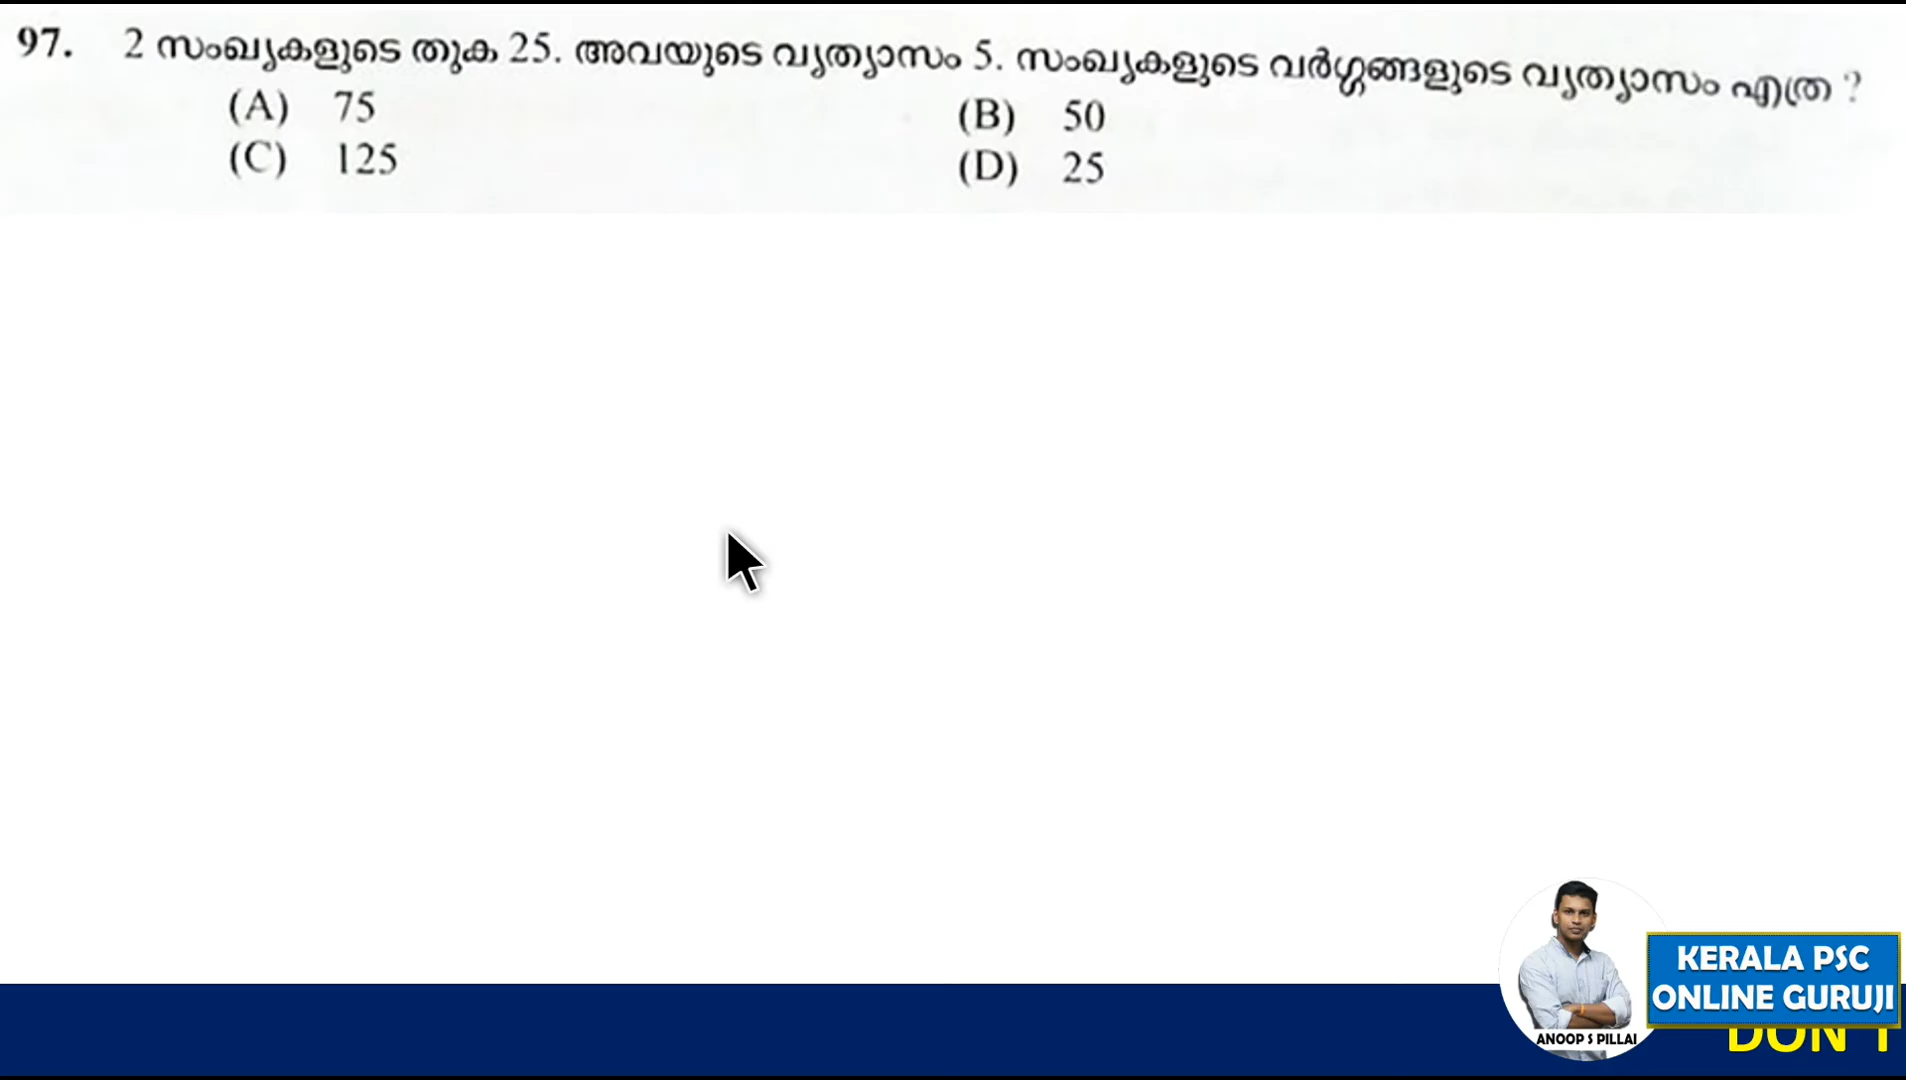 97. 2 സംഖ്യകളുടെ തുക 25. അവയുടെ വ്യത്യാസം 5. സംഖ്യകളുടെ വർഗ്ഗങ്ങളുടെ വ്യത്യാസം എത്ര ?
(A) 75 (B) 50
(C) 125 (D) 25
KERALA PSC
ONLINE GURUJI
ANOOP S PILLAI
DON'T